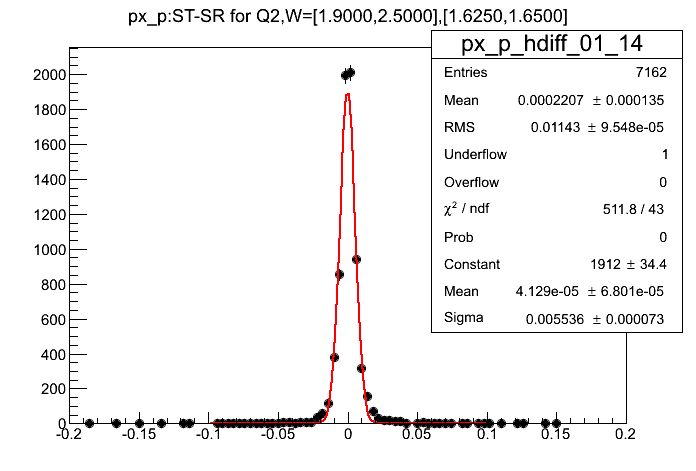 px_p:ST-SR for Q2,W=[1.9000,2.5000],[1.6250,1.6500]
px_p_hdiff_01_14
Entries 7162
Mean 0.0002207 ± 0.000135
RMS 0.01143 ± 9.548e-05
Underflow 1
Overflow 0
χ² / ndf 511.8 / 43
Prob 0
Constant 1912 ± 34.4
Mean 4.129e-05 ± 6.801e-05
Sigma 0.005536 ± 0.000073
2000
1800
1600
1400
1200
1000
800
600
400
200
0
-0.2 -0.15 -0.1 -0.05 0 0.05 0.1 0.15 0.2